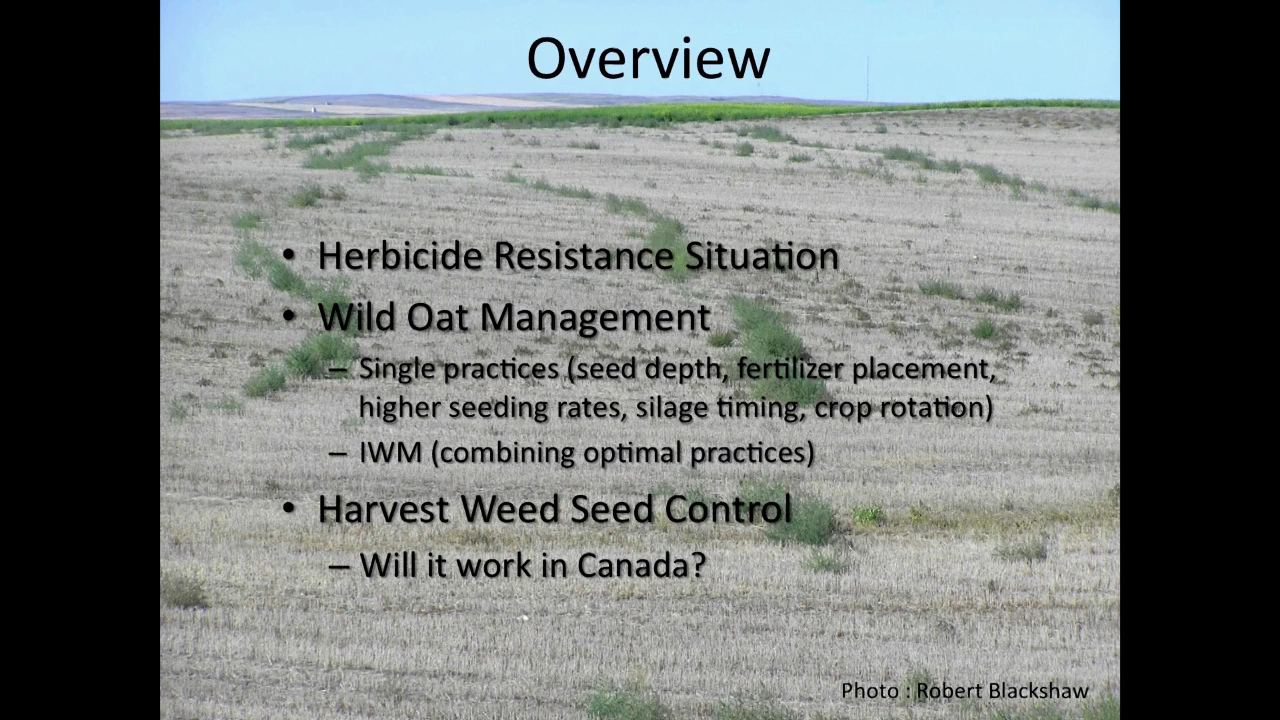 Overview
• Herbicide Resistance Situation
• Wild Oat Management
– Single practices (seed depth, fertilizer placement,
higher seeding rates, silage timing, crop rotation)
– IWM (combining optimal practices)
• Harvest Weed Seed Control
– Will it work in Canada?
Photo : Robert Blackshaw